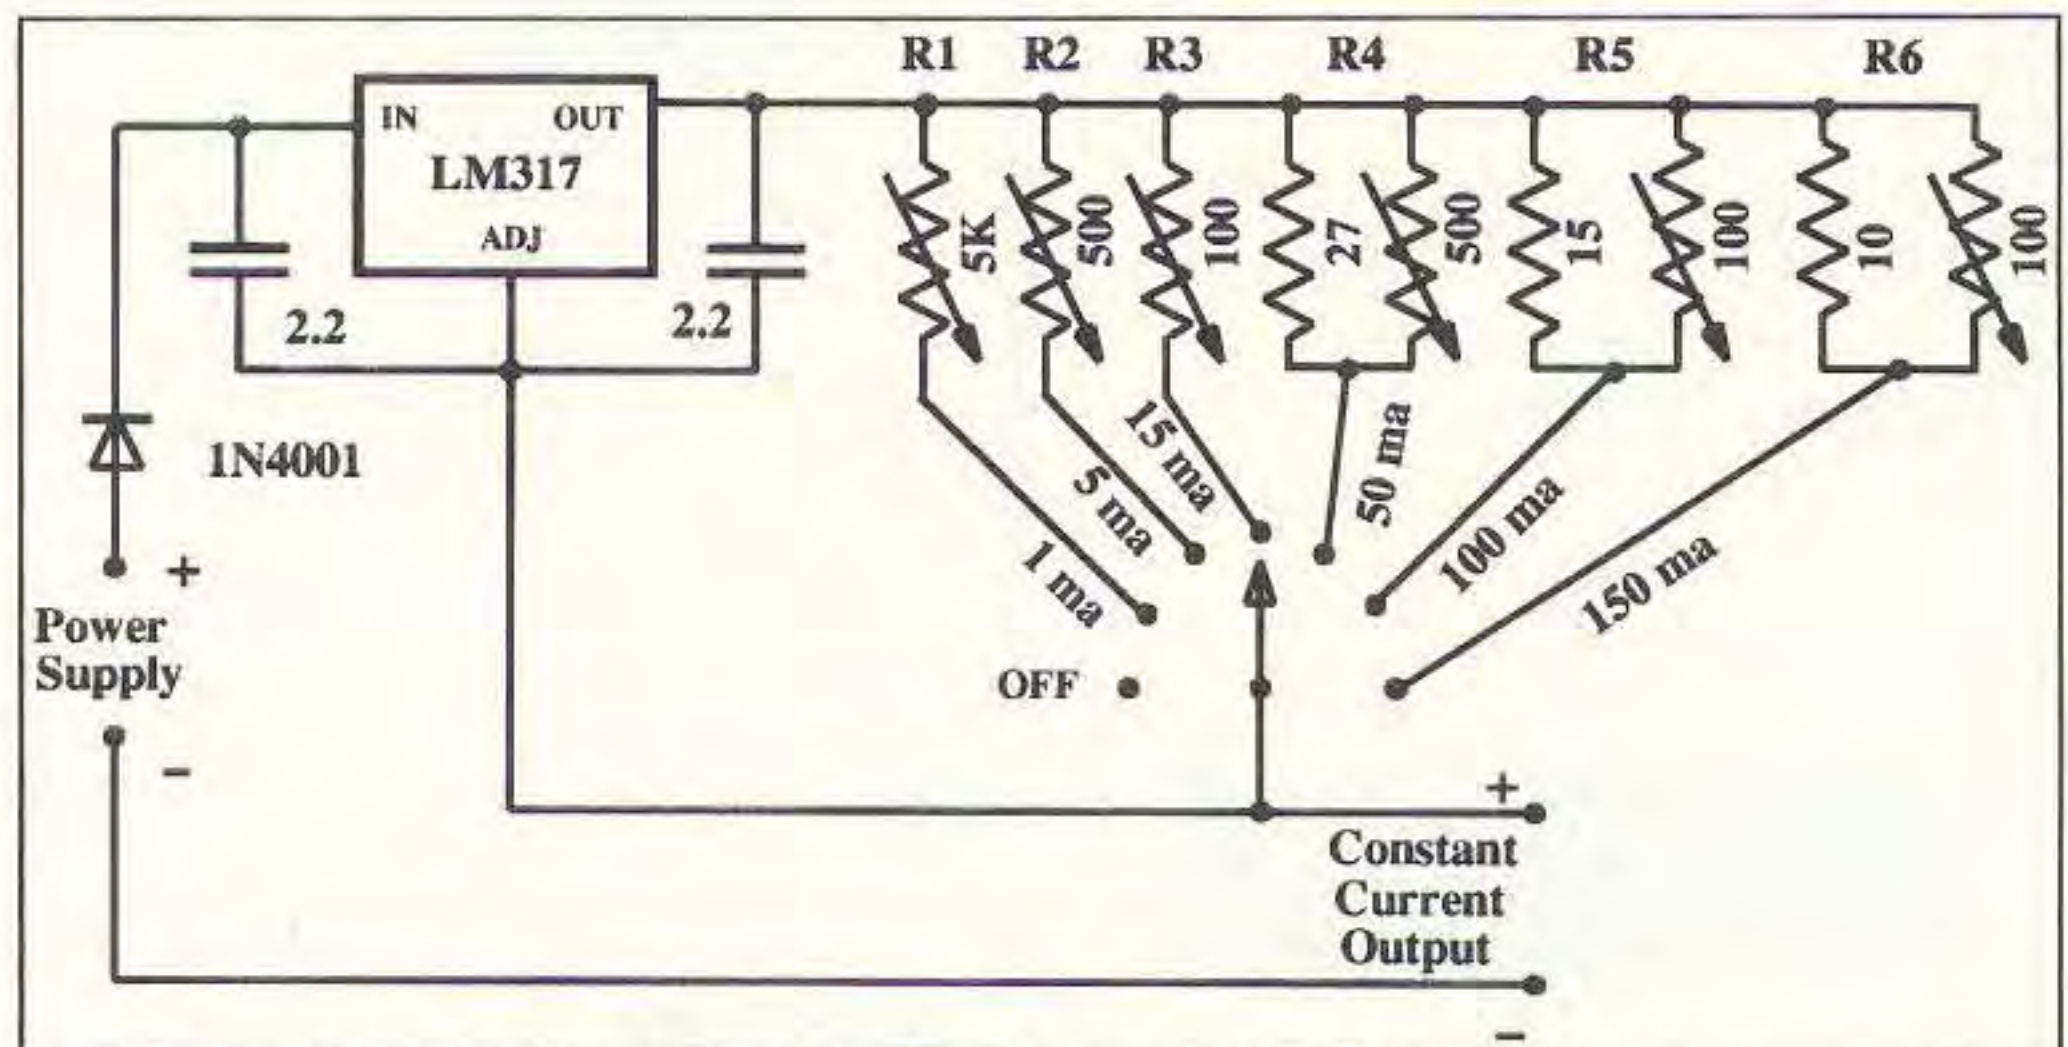 R1 R2 R3 R4 R5 R6
IN OUT
LM317
ADJ
2.2
2.2
5K
500
100
27
500
15
100
10
100
1N4001
+
Power
Supply
−
1 ma
5 ma
15 ma
50 ma
100 ma
150 ma
OFF
+
Constant
Current
Output
−